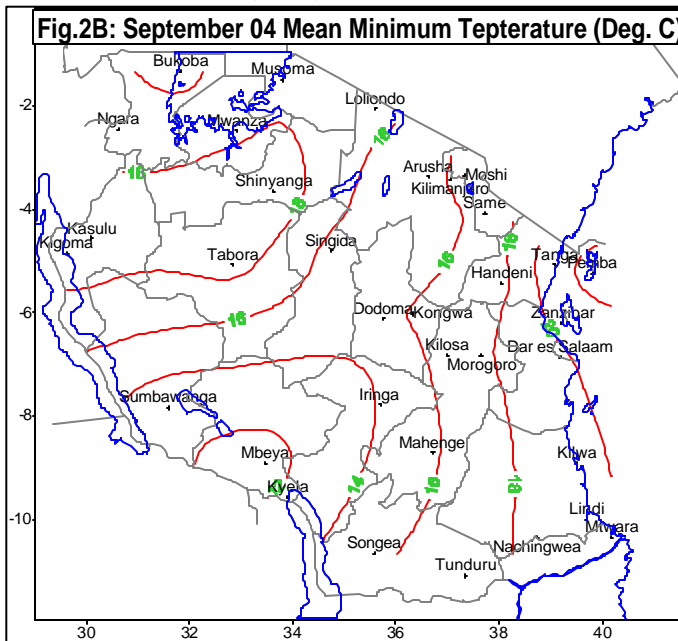 Fig.2B: September 04 Mean Minimum Tepterature (Deg. C)
Bukoba
Musoma
-2
Loliondo
Ngara
Mwanza
16
Arusha
Moshi
Kilimanjaro
Shinyanga
Same
-4
18
Kasulu
Kigoma
Tabora
Singida
16
18
Tanga
Pemba
Handeni
-6
16
Dodoma
Kongwa
Zanzibar
Kilosa
Morogoro
Dar es Salaam
Sumbawanga
Iringa
-8
Mbeya
Mahenge
Kilwa
Kyela
14
16
18
-10
Lindi
Mtwara
Songea
Nachingwea
Tunduru
30
32
34
36
38
40